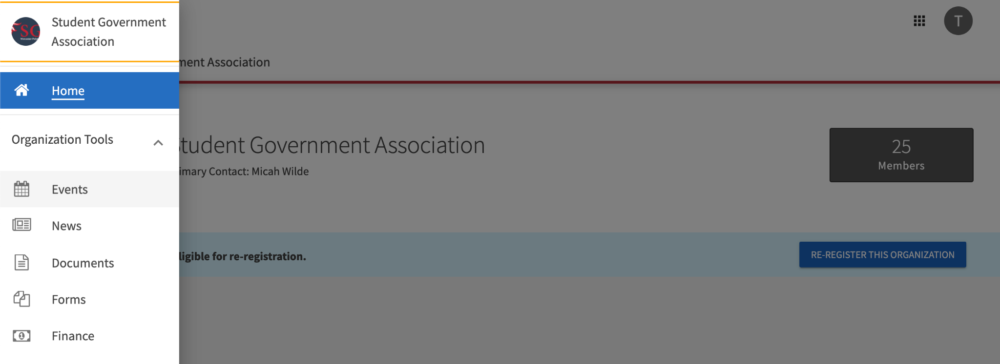 Student Government
Association
SG
T
ment Association
Home
Organization Tools
Student Government Association
imary Contact: Micah Wilde
25
Members
Events
News
ligible for re-registration.
RE-REGISTER THIS ORGANIZATION
Documents
Forms
Finance